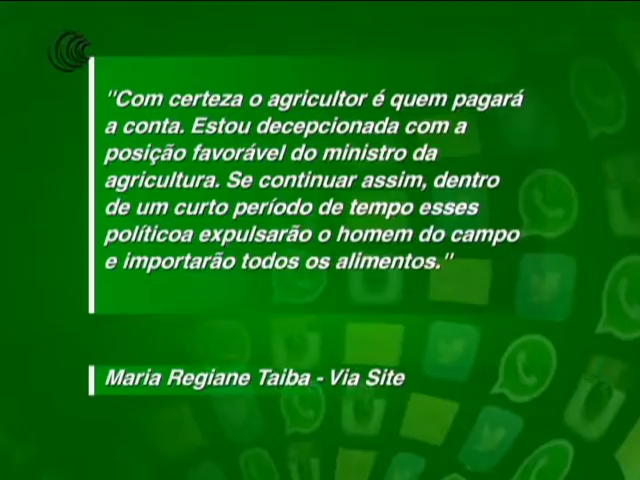 "Com certeza o agricultor é quem pagará
a conta. Estou decepcionada com a
posição favorável do ministro da
agricultura. Se continuar assim, dentro
de um curto período de tempo esses
políticoa expulsarão o homem do campo
e importarão todos os alimentos."
Maria Regiane Taiba - Via Site